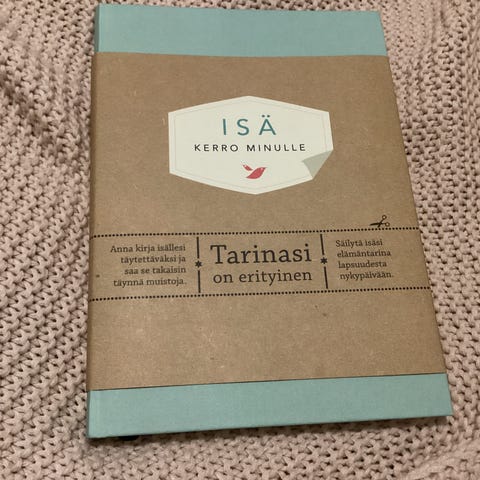 ISÄ
KERRO MINULLE
Anna kirja isällesi
täytettäväksi ja
saa se takaisin
täynnä muistoja.
Tarinasi
on erityinen
Säilytä isäsi
elämäntarina
lapsuudesta
nykypäivään.